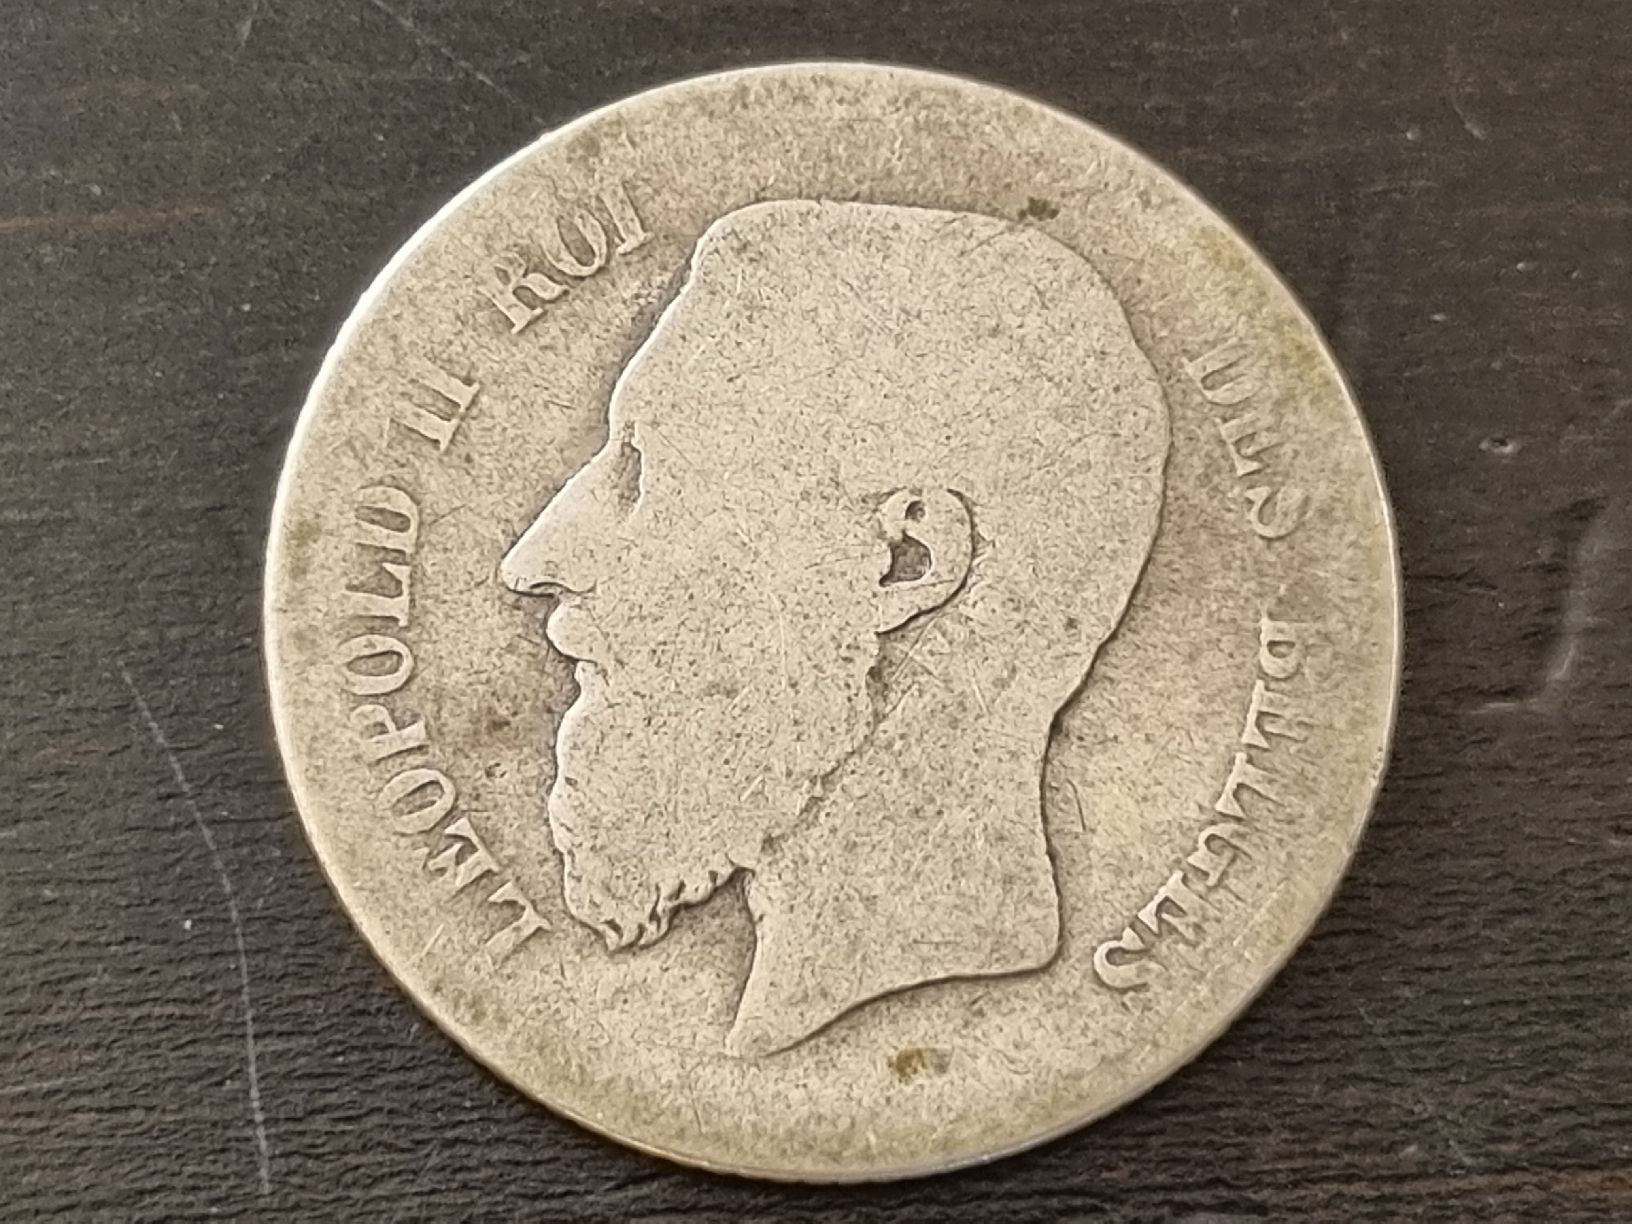 LEOPOLD II ROI
DES BELGES